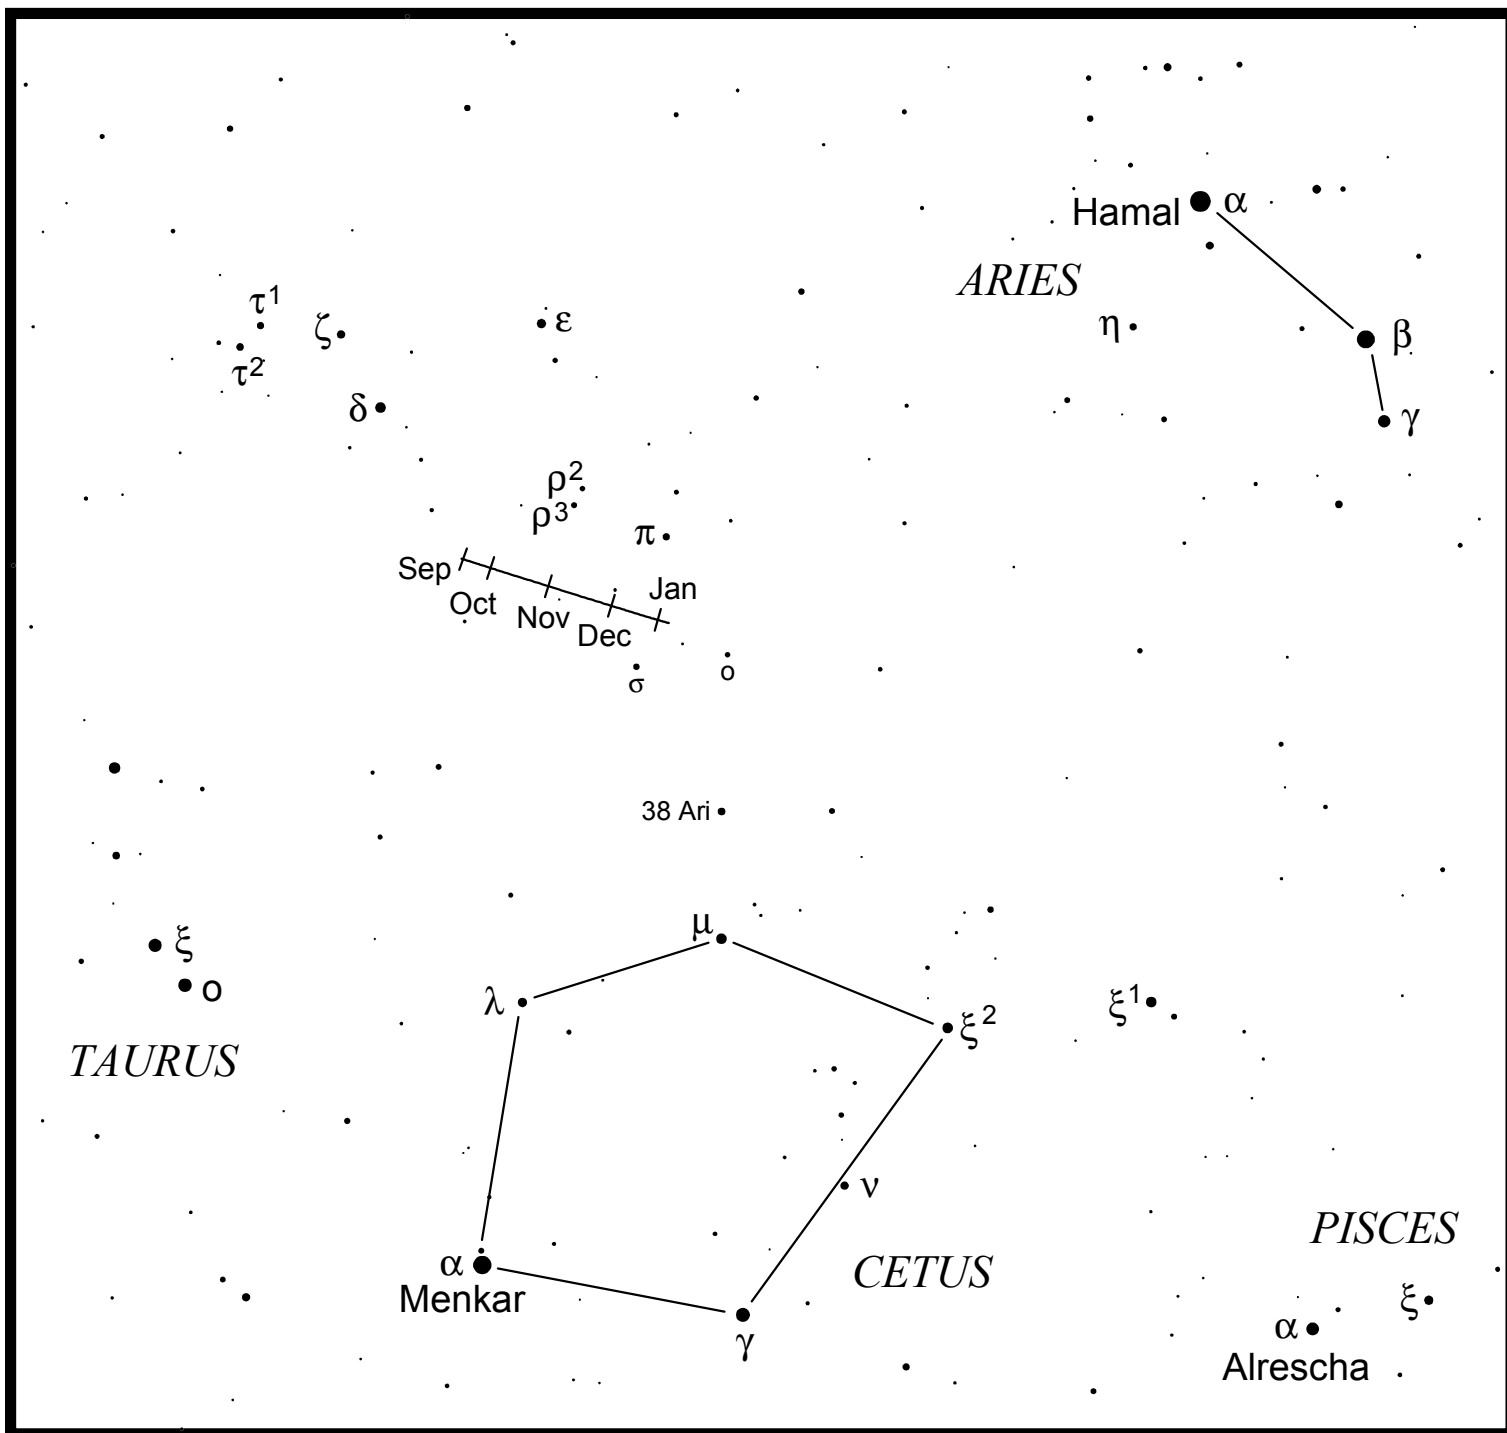 Hamal α
ARIES
τ1
ζ
ε
η
β
τ2
δ
γ
ρ2
ρ3
π
Sep
Jan
Oct
Nov
Dec
σ
ο
38 Ari
μ
ξ
ο
λ
ξ1
ξ2
TAURUS
ν
PISCES
α
Menkar
CETUS
ξ
γ
α
Alrescha